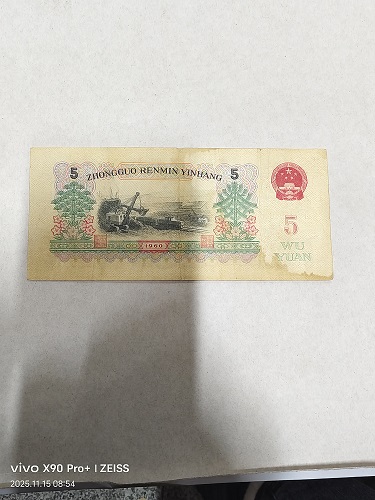 5 ZHONGGUO RENMIN YINHANG 5
5
WU
YUAN
1960
vivo X90 Pro+ | ZEISS
2025.11.15 08:54